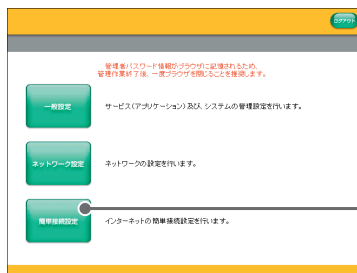 ログアウト
管理者パスワード情報がブラウザに記憶されるため、
管理作業終了後、一度ブラウザを閉じることを推奨します。
一般設定
サービス（アプリケーション）及び、システムの管理設定を行います。
ネットワーク設定
ネットワークの設定を行います。
簡単接続設定
インターネットの簡単接続設定を行います。